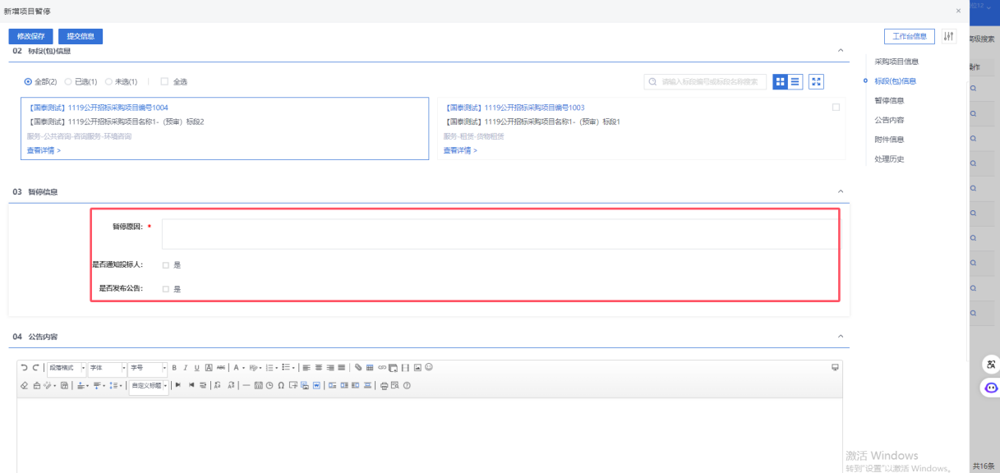 新增项目暂停
×
修改保存 提交信息
工作台信息
高级搜索
02 标段(包)信息
采购项目信息
标段(包)信息
暂停信息
公告内容
附件信息
处理历史
全部(2) 已选(1) 未选(1) | 全选
请输入标段编号或标段名称搜索
【国泰测试】1119公开招标采购项目编号1004
【国泰测试】1119公开招标采购项目名称1-（预审）标段2
服务-公共咨询-咨询服务-环境咨询
查看详情 >
【国泰测试】1119公开招标采购项目编号1003
【国泰测试】1119公开招标采购项目名称1-（预审）标段1
服务-租赁-货物租赁
查看详情 >
03 暂停信息
暂停原因: *
是否通知投标人: 是
是否发布公告: 是
04 公告内容
段落格式 字体 字号 B I U A ABC A
自定义标题
激活 Windows
转到"设置"以激活 Windows。
共16条